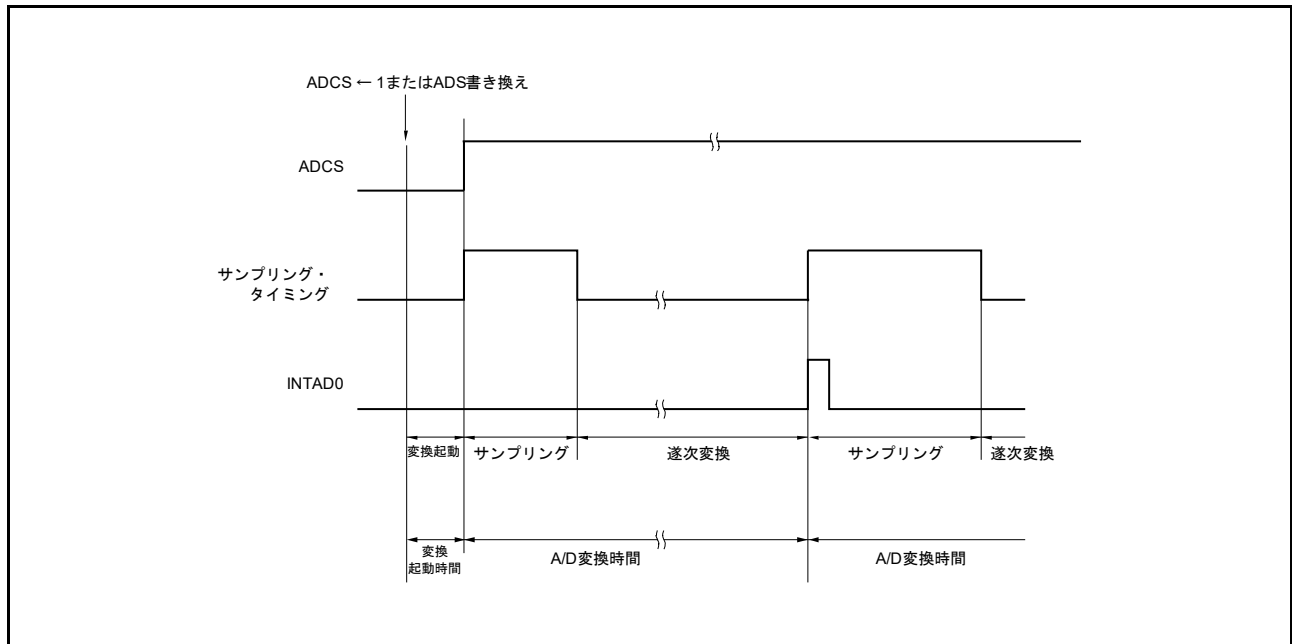 ADCS ← 1またはADS書き換え
ADCS
サンプリング・
タイミング
INTAD0
変換起動
サンプリング
逐次変換
サンプリング
逐次変換
変換
起動時間
A/D変換時間
A/D変換時間